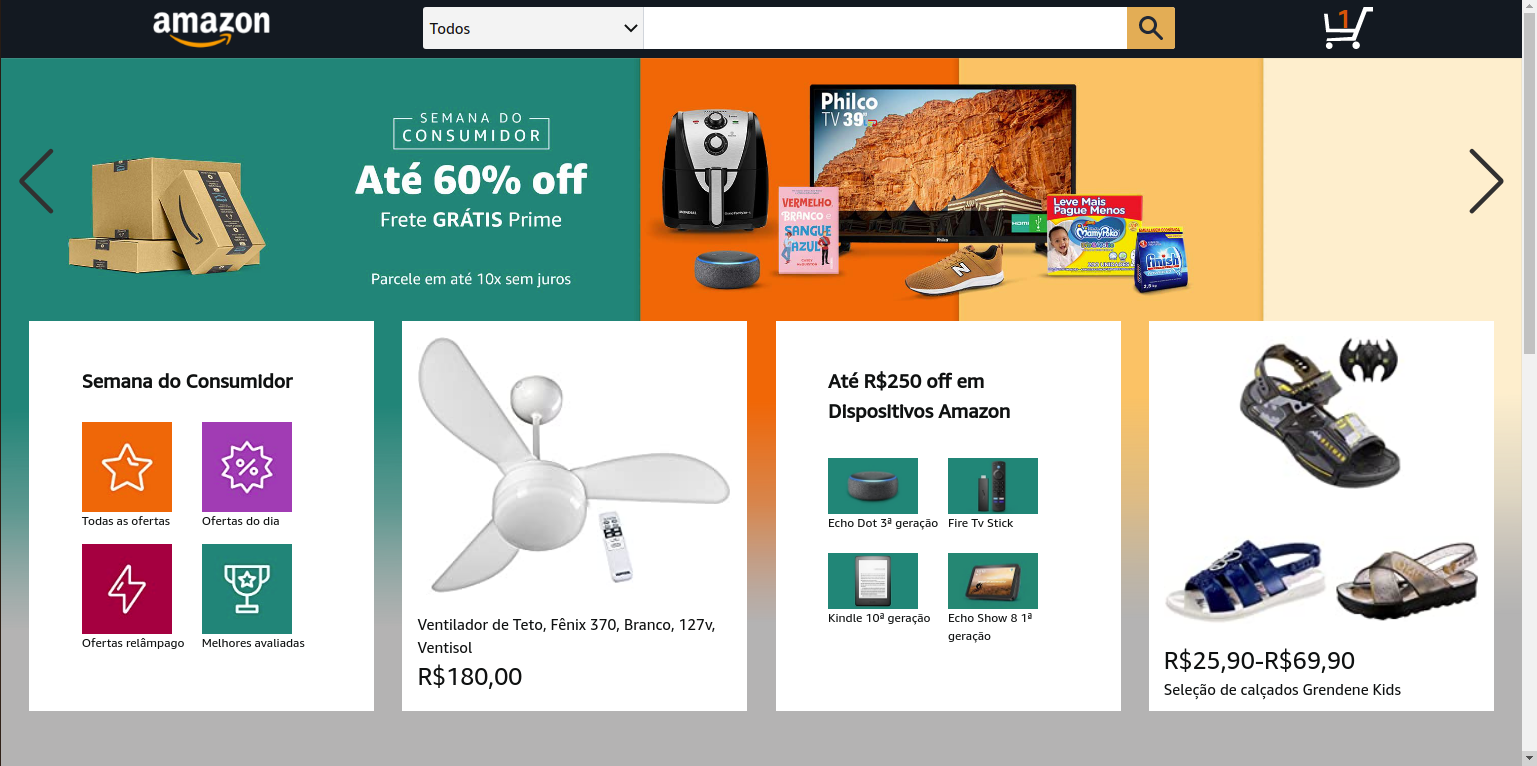 amazon
Todos
1
SEMANA DO
CONSUMIDOR
Até 60% off
Frete GRÁTIS Prime
Parcele em até 10x sem juros
Philco
TV 39"
VERMELHO,
BRANCO E
SANGUE
AZUL
HDMI
Philco
Leve Mais
Pague Menos
MamyPoko
finish
Semana do Consumidor
Todas as ofertas
Ofertas do dia
Ofertas relâmpago
Melhores avaliadas
Ventilador de Teto, Fênix 370, Branco, 127v,
Ventisol
R$180,00
Até R$250 off em
Dispositivos Amazon
Echo Dot 3ª geração
Fire Tv Stick
Kindle 10ª geração
Echo Show 8 1ª
geração
R$25,90-R$69,90
Seleção de calçados Grendene Kids